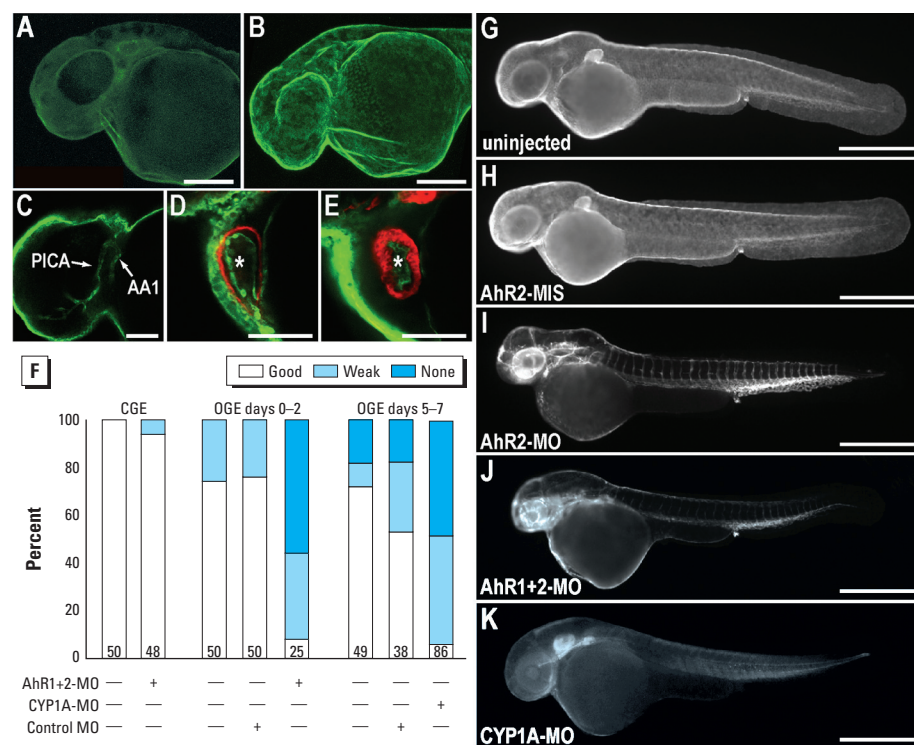 A
B
C
PICA
AA1
D
*
E
*
F
Good Weak None
CGE OGE days 0–2 OGE days 5–7
Percent
100
80
60
40
20
0
50 48 50 50 25 49 38 86
AhR1+2-MO — + — — + — — —
CYP1A-MO — — — — — — — +
Control MO — — — + — — + —
G
uninjected
H
AhR2-MIS
I
AhR2-MO
J
AhR1+2-MO
K
CYP1A-MO